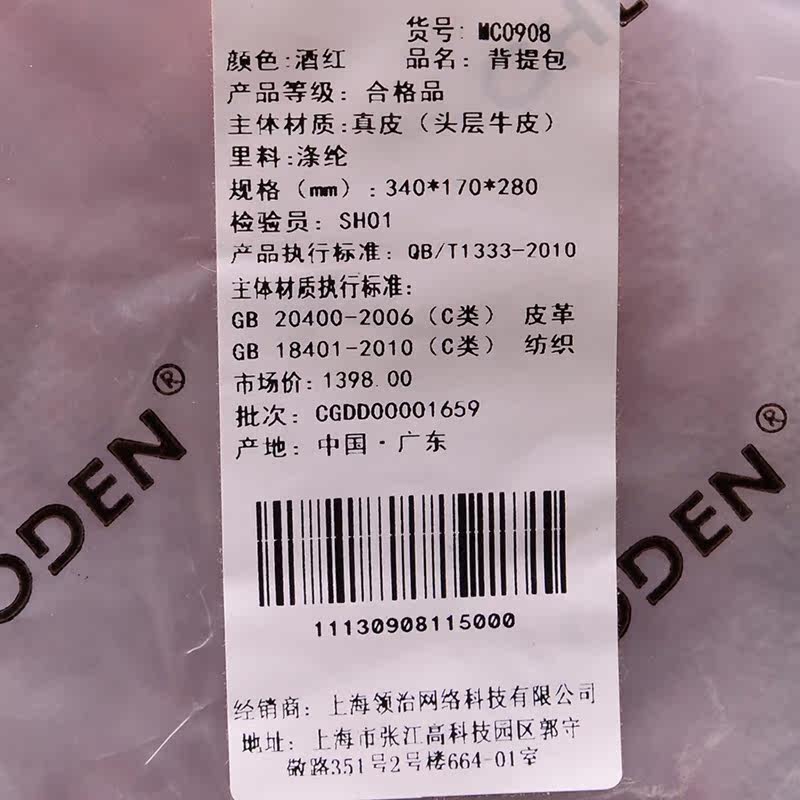 货号: MC0908
颜色:酒红 品名: 背提包
产品等级: 合格品
主体材质:真皮（头层牛皮）
里料:涤纶
规格（mm）: 340*170*280
检验员: SH01
产品执行标准: QB/T1333-2010
主体材质执行标准:
GB 20400-2006（C类） 皮革
GB 18401-2010（C类） 纺织
市场价: 1398.00
批次: CGDD00001659
产地: 中国·广东
11130908115000
经销商: 上海领治网络科技有限公司
地址: 上海市张江高科技园区郭守
敬路351号2号楼664-01室
ODEN®
ODEN®